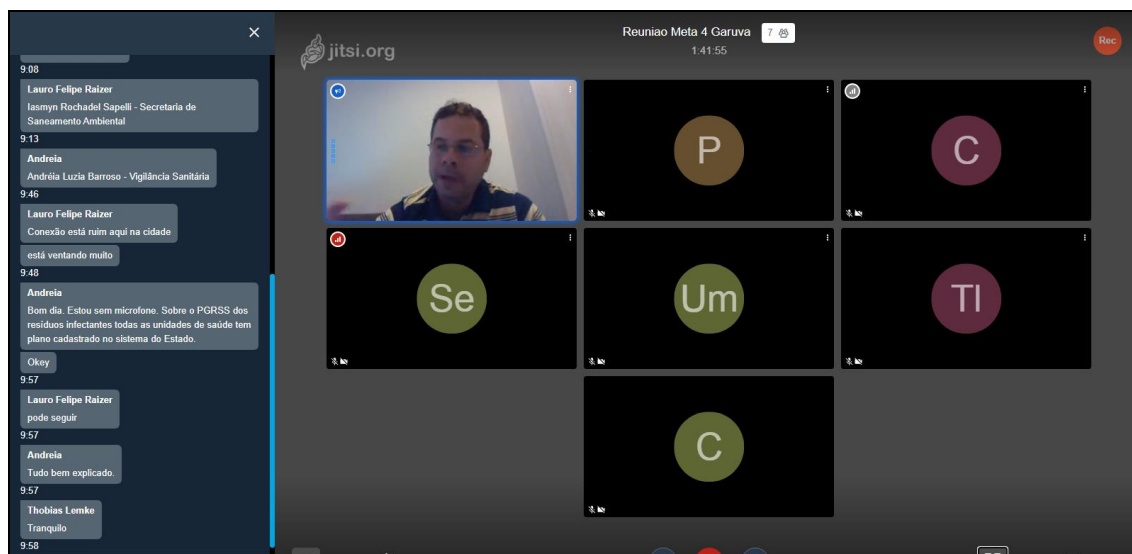 9:08
Lauro Felipe Raizer
Iasmyn Rochadel Sapelli - Secretaria de
Saneamento Ambiental
9:13
Andreia
Andréia Luzia Barroso - Vigilância Sanitária
9:46
Lauro Felipe Raizer
Conexão está ruim aqui na cidade
está ventando muito
9:48
Andreia
Bom dia. Estou sem microfone. Sobre o PGRSS dos
resíduos infectantes todas as unidades de saúde tem
plano cadastrado no sistema do Estado.
Okey
9:57
Lauro Felipe Raizer
pode seguir
9:57
Andreia
Tudo bem explicado.
9:57
Thobias Lemke
Tranquilo
9:58
jitsi.org
Reuniao Meta 4 Garuva 7
1:41:55
Rec
P
C
Se
Um
TI
C